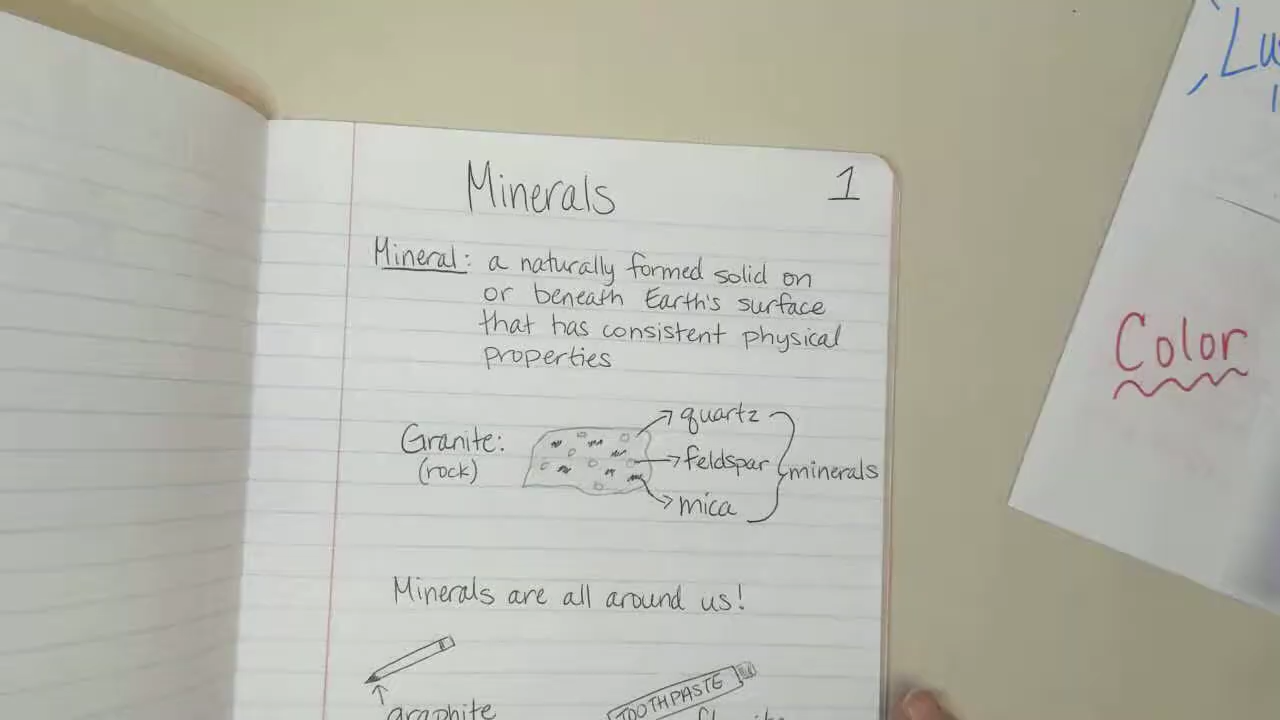 Minerals
1
Mineral: a naturally formed solid on
or beneath Earth's surface
that has consistent physical
properties
Granite:
(rock)
quartz
feldspar
mica
minerals
Minerals are all around us!
graphite
TOOTHPASTE
Color